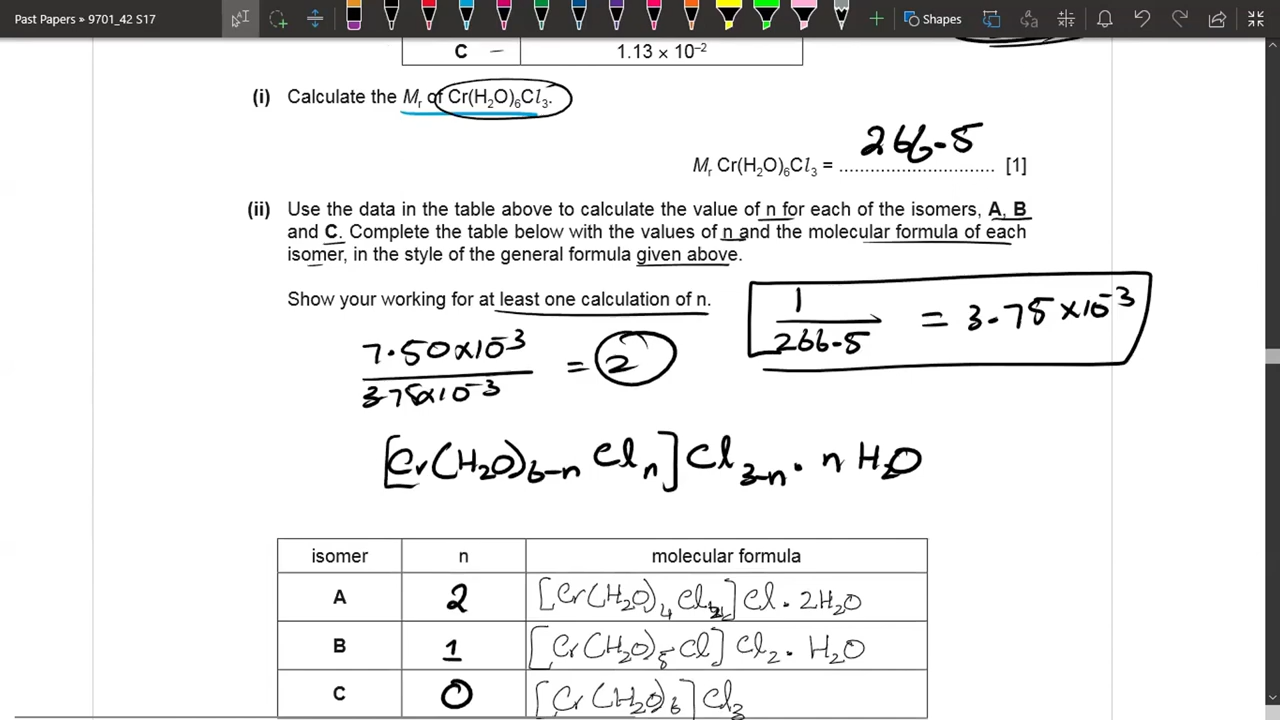 Past Papers » 9701_42 S17
Shapes
C 1.13 × 10⁻²
(i) Calculate the Mr of Cr(H₂O)₆Cl₃.
266.5
Mr Cr(H₂O)₆Cl₃ = .............................. [1]
(ii) Use the data in the table above to calculate the value of n for each of the isomers, A, B
and C. Complete the table below with the values of n and the molecular formula of each
isomer, in the style of the general formula given above.
Show your working for at least one calculation of n.
1/266.5 = 3.75×10⁻³
7.50×10⁻³/3.75×10⁻³ = 2
[Cr(H₂O)₆₋ₙ Clₙ] Cl₃₋ₙ · n H₂O
isomer n molecular formula
A 2 [Cr(H₂O)₄Cl₂] Cl · 2H₂O
B 1 [Cr(H₂O)₅Cl] Cl₂ · H₂O
C 0 [Cr(H₂O)₆] Cl₃